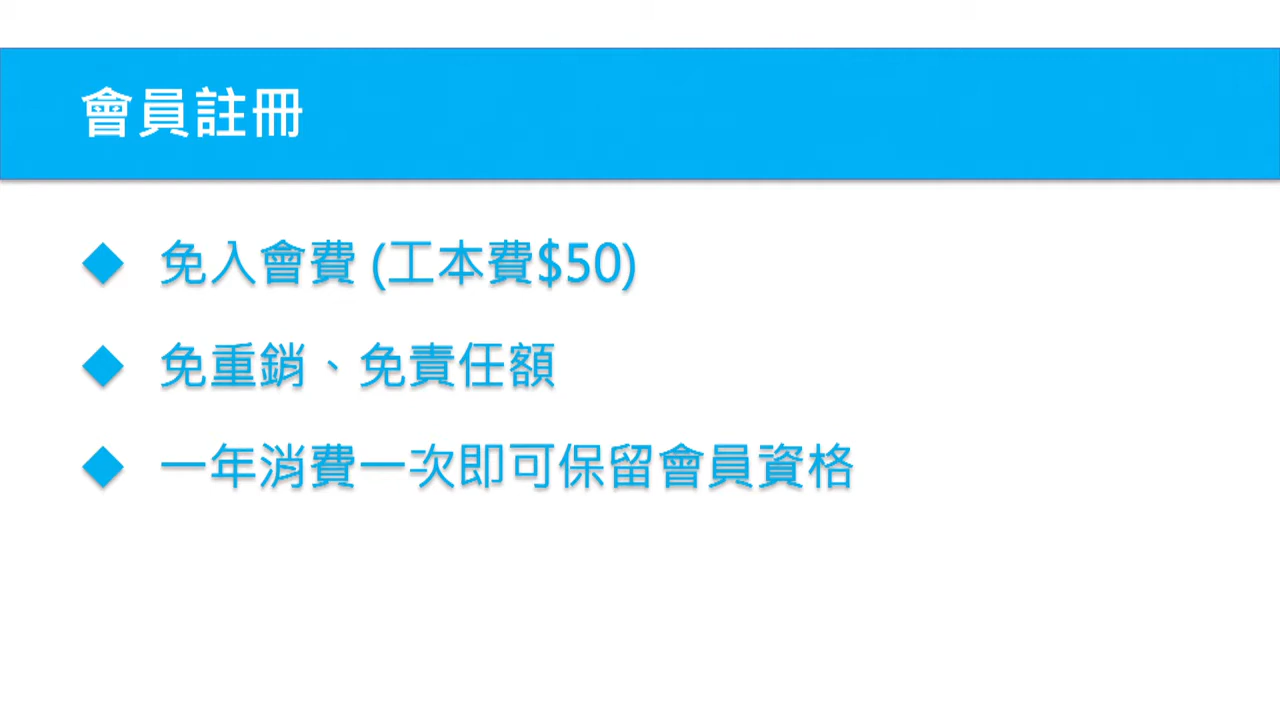 會員註冊
◆ 免入會費 (工本費$50)
◆ 免重銷、免責任額
◆ 一年消費一次即可保留會員資格